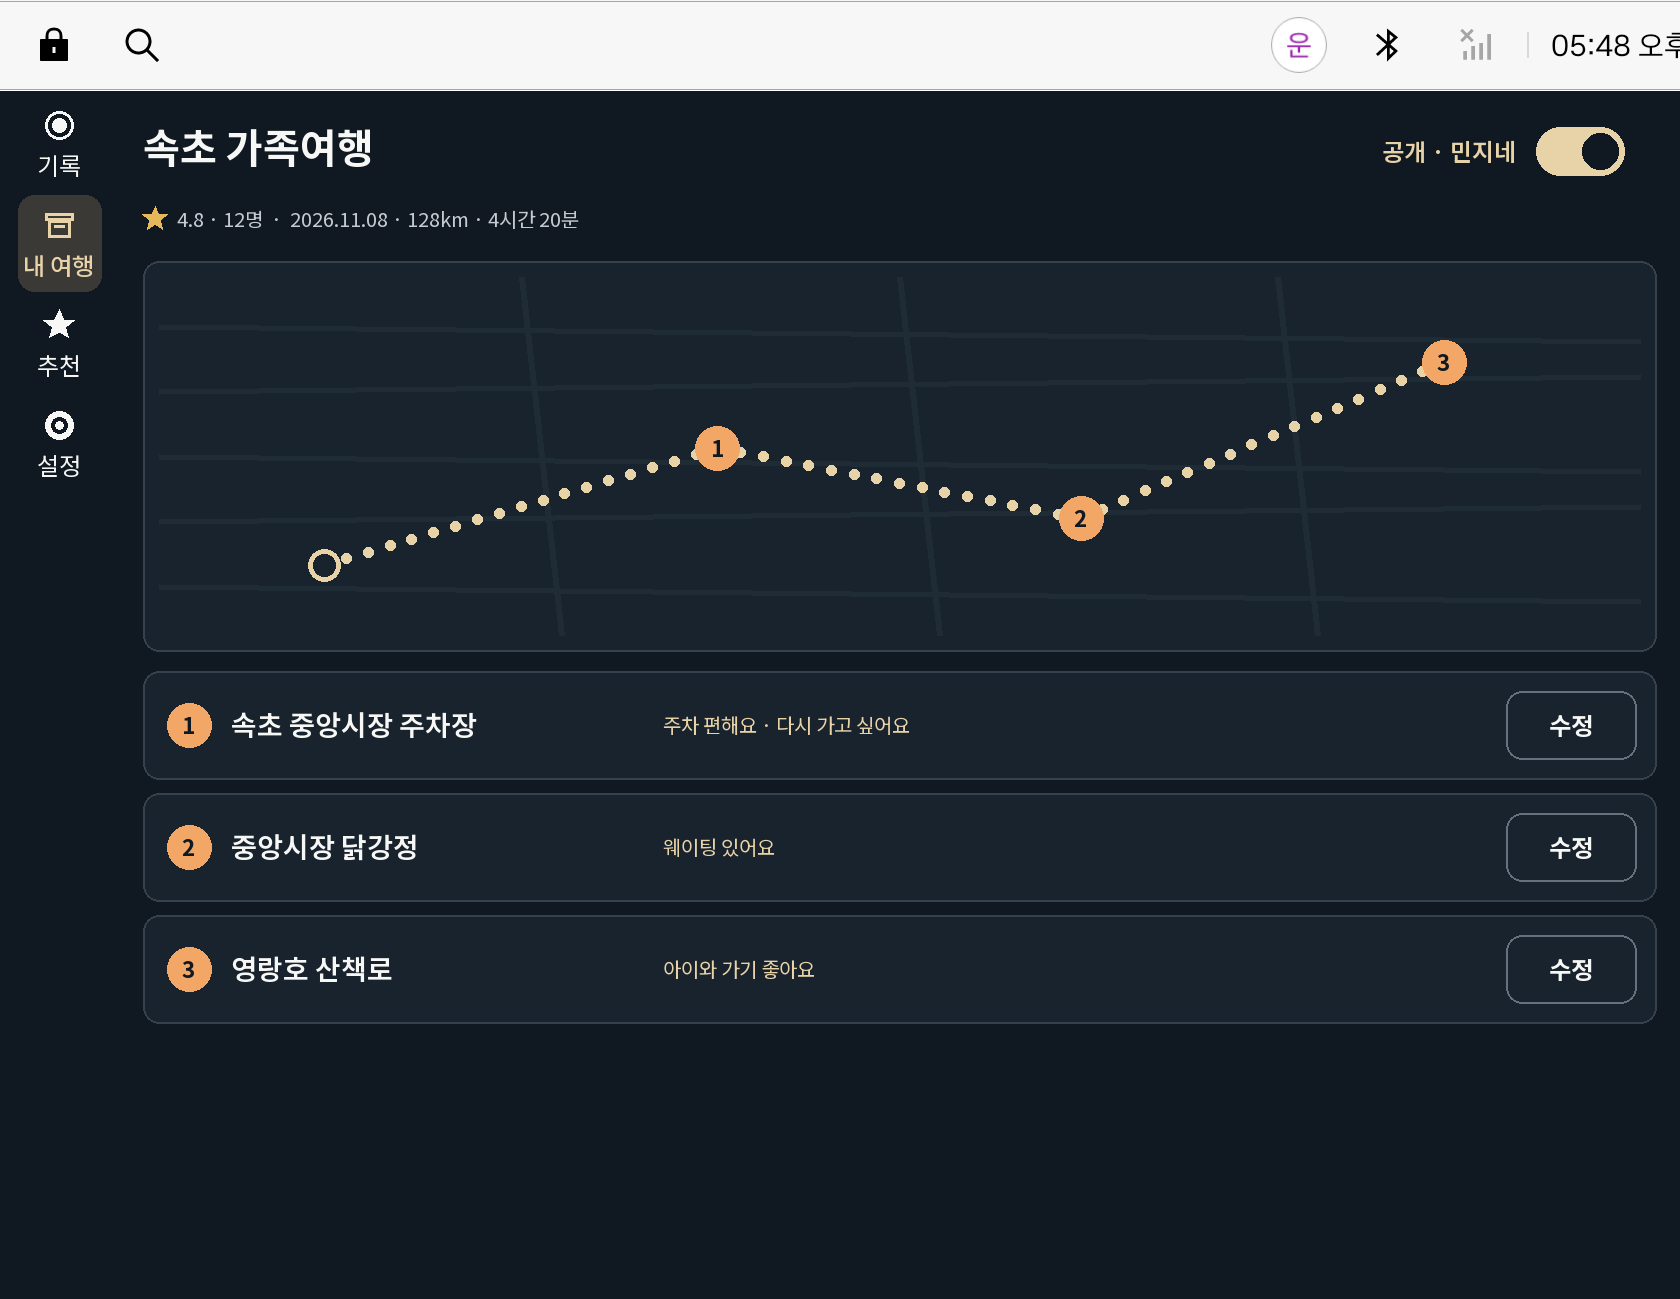 운
05:48 오후
기록
내 여행
추천
설정
속초 가족여행
공개 · 민지네
4.8 · 12명 · 2026.11.08 · 128km · 4시간 20분
1
2
3
1 속초 중앙시장 주차장 주차 편해요 · 다시 가고 싶어요 수정
2 중앙시장 닭강정 웨이팅 있어요 수정
3 영랑호 산책로 아이와 가기 좋아요 수정